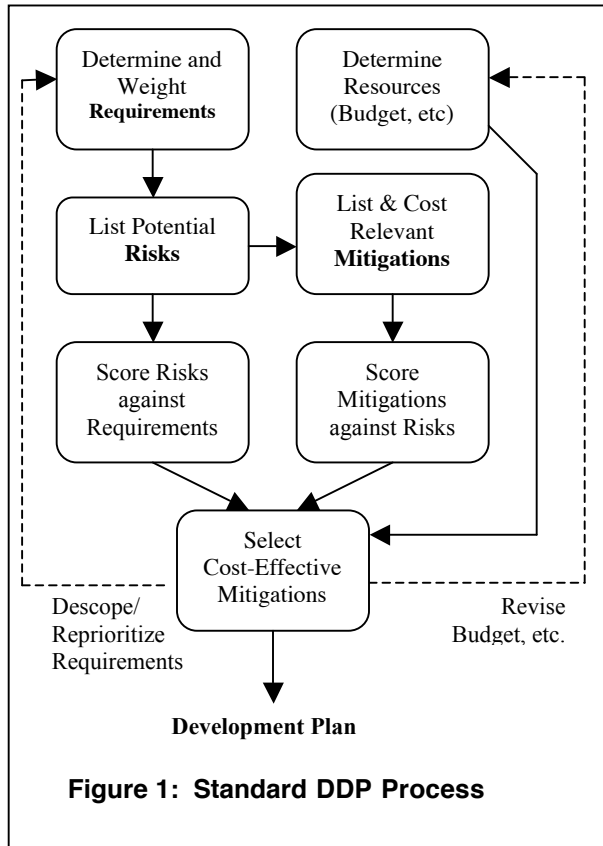 Determine and
Weight
Requirements
Determine
Resources
(Budget, etc)
List Potential
Risks
List & Cost
Relevant
Mitigations
Score Risks
against
Requirements
Score
Mitigations
against Risks
Select
Cost-Effective
Mitigations
Descope/
Reprioritize
Requirements
Revise
Budget, etc.
Development Plan
Figure 1: Standard DDP Process